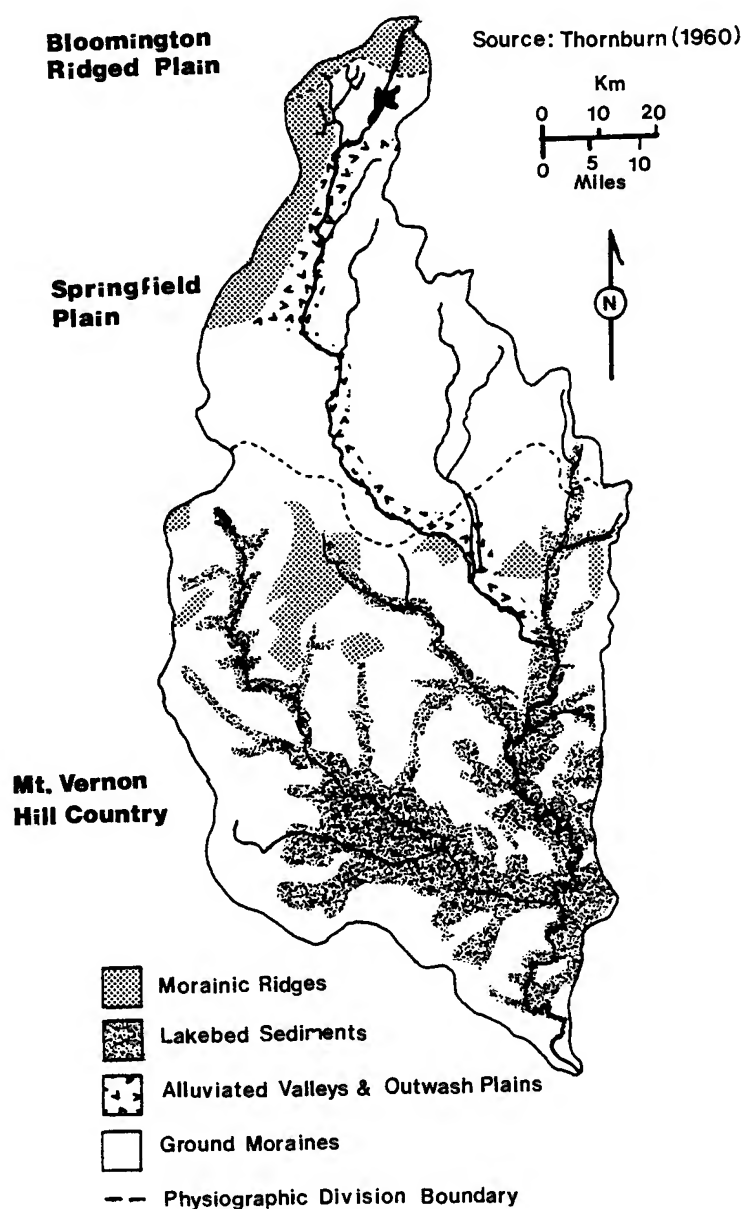 Bloomington
Ridged Plain
Source: Thornburn (1960)
Km
0 10 20
0 5 10
Miles
N
Springfield
Plain
Mt. Vernon
Hill Country
Morainic Ridges
Lakebed Sediments
Alluviated Valleys & Outwash Plains
Ground Moraines
Physiographic Division Boundary